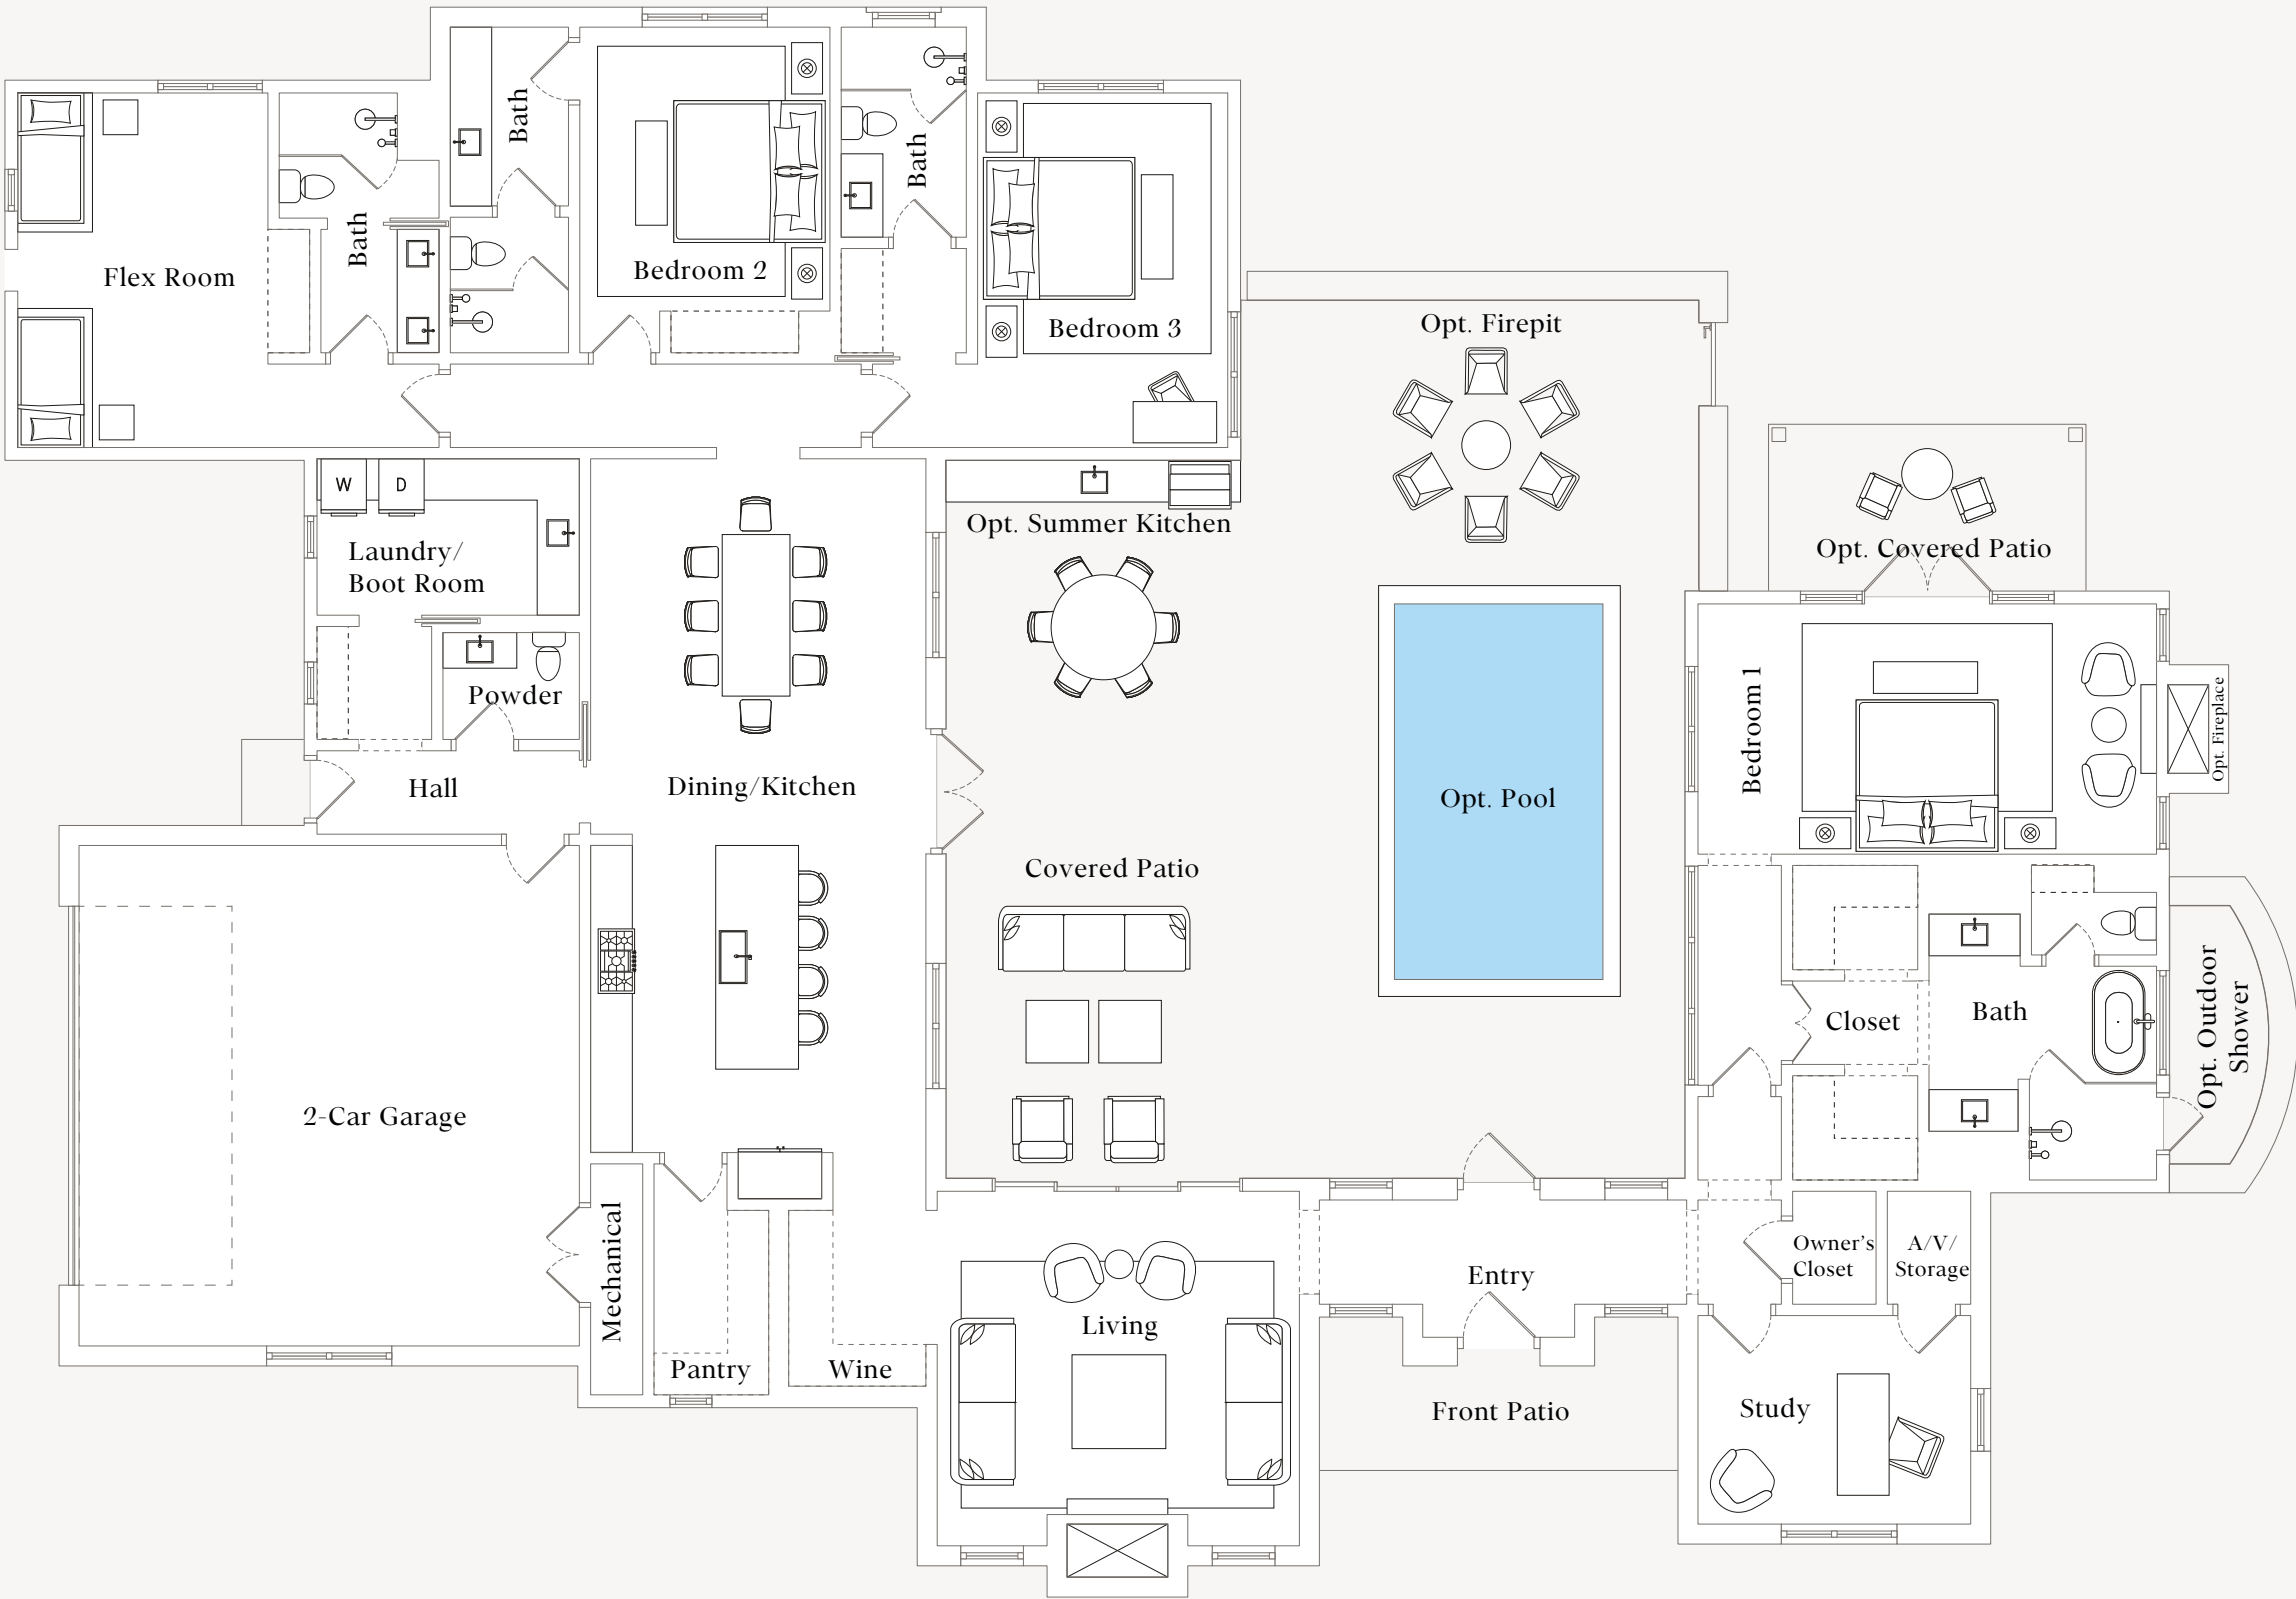 Bath
Bath
Bath
Flex Room
Bedroom 2
Bedroom 3
Opt. Firepit
W
D
Opt. Summer Kitchen
Laundry/
Boot Room
Opt. Covered Patio
Powder
Bedroom 1
Opt. Fireplace
Hall
Dining/Kitchen
Opt. Pool
Covered Patio
Closet
Bath
Opt. Outdoor
Shower
2-Car Garage
Mechanical
Owner's
Closet
A/V/
Storage
Entry
Living
Pantry
Wine
Front Patio
Study